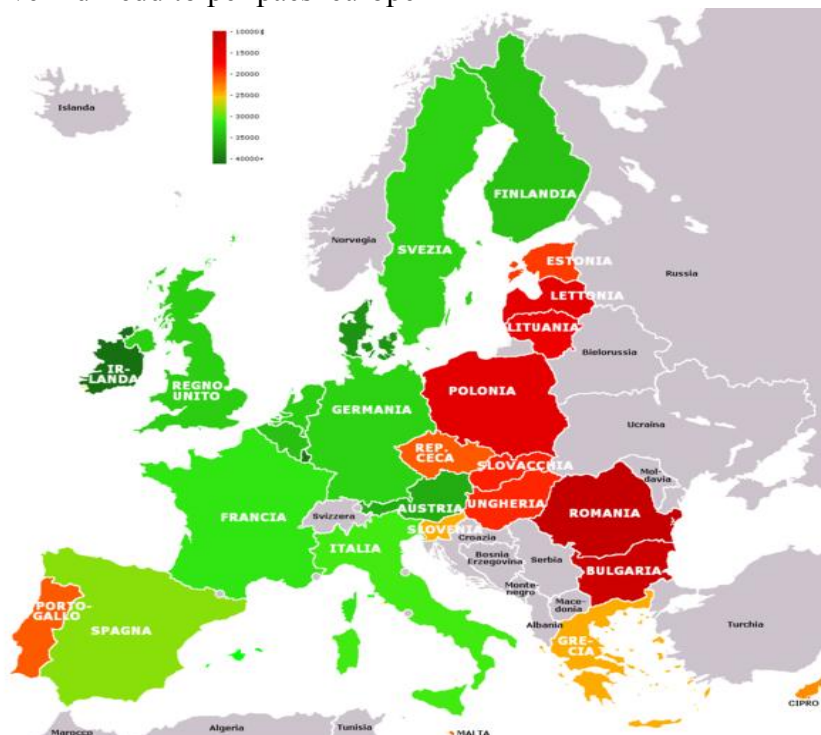 10000$
15000
20000
25000
30000
35000
40000+
Islanda
FINLANDIA
Norvegia
SVEZIA
ESTONIA
Russia
LETTONIA
LITUANIA
Bielorussia
IR-
LANDA
REGNO
UNITO
GERMANIA
POLONIA
Ucraina
REP.
CECA
SLOVACCHIA
Mol-
davia
FRANCIA
Svizzera
AUSTRIA
UNGHERIA
ROMANIA
SLOVENIA
ITALIA
Croazia
Bosnia
Erzegovina
Serbia
BULGARIA
Monte-
negro
Mace-
donia
Albania
PORTO-
GALLO
SPAGNA
GRE-
CIA
Turchia
CIPRO
Marocco
Algeria
Tunisia
MALTA